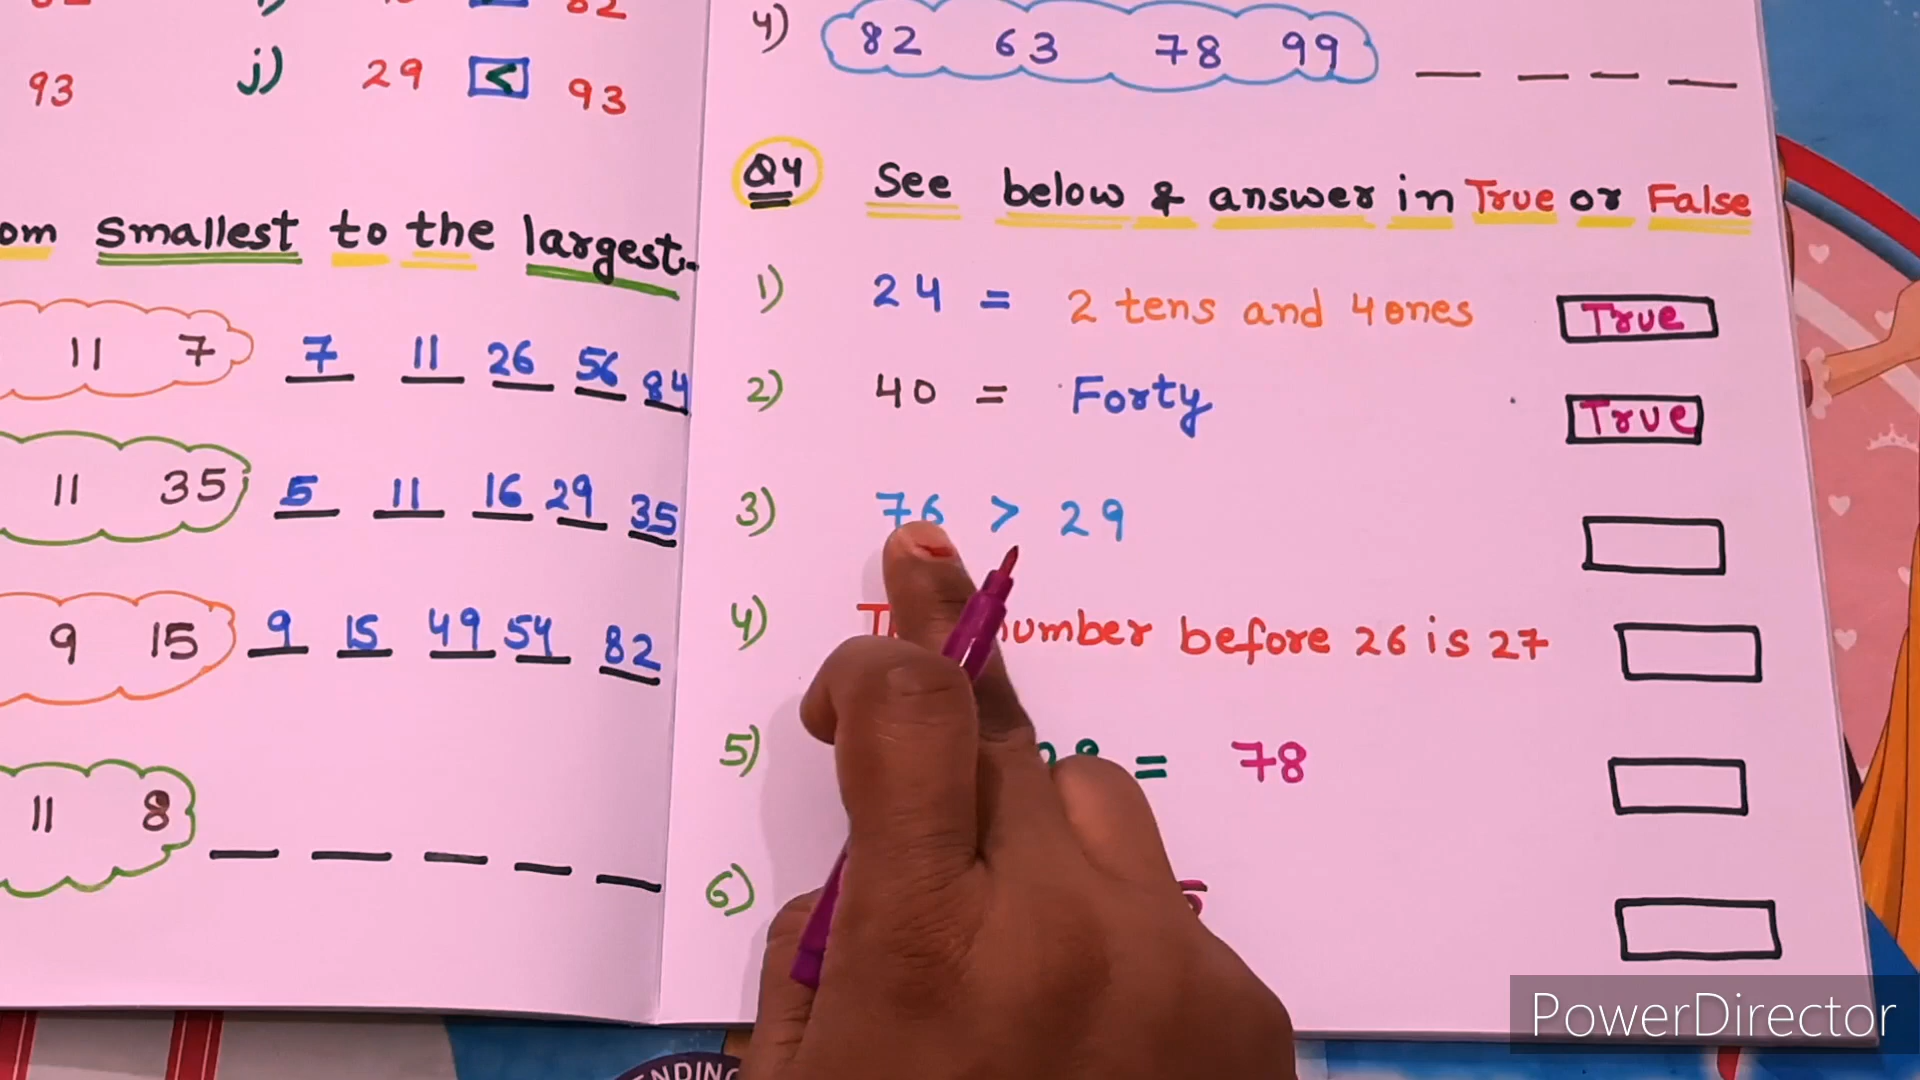 82
93
j) 29 < 93
om smallest to the largest.
11 7 7 11 26 56 84
11 35 5 11 16 29 35
9 15 9 15 49 54 82
11 8
4) 82 63 78 99
Q4 See below & answer in True or False
1) 24 = 2 tens and 4 ones True
2) 40 = Forty True
3) 76 > 29
4) number before 26 is 27
5) = 78
6)
PowerDirector